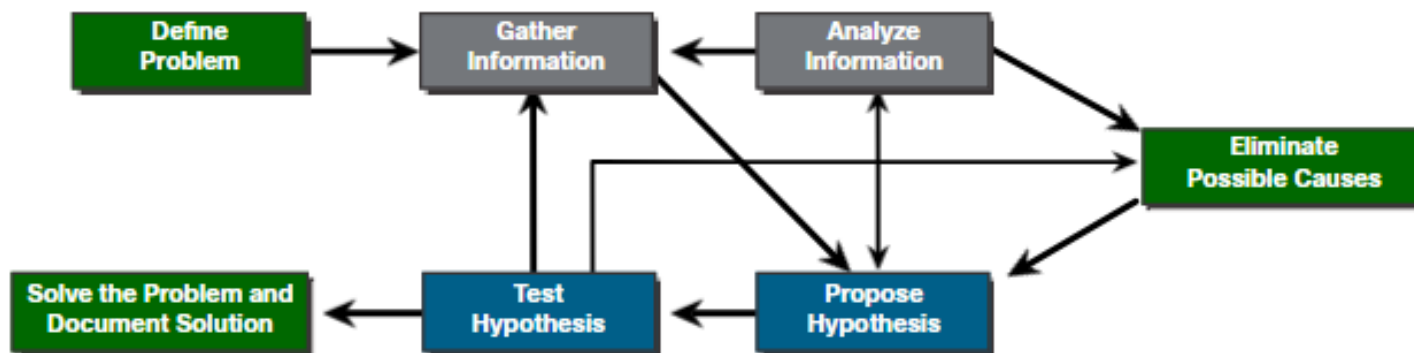 Define
Problem
Gather
Information
Analyze
Information
Eliminate
Possible Causes
Solve the Problem and
Document Solution
Test
Hypothesis
Propose
Hypothesis